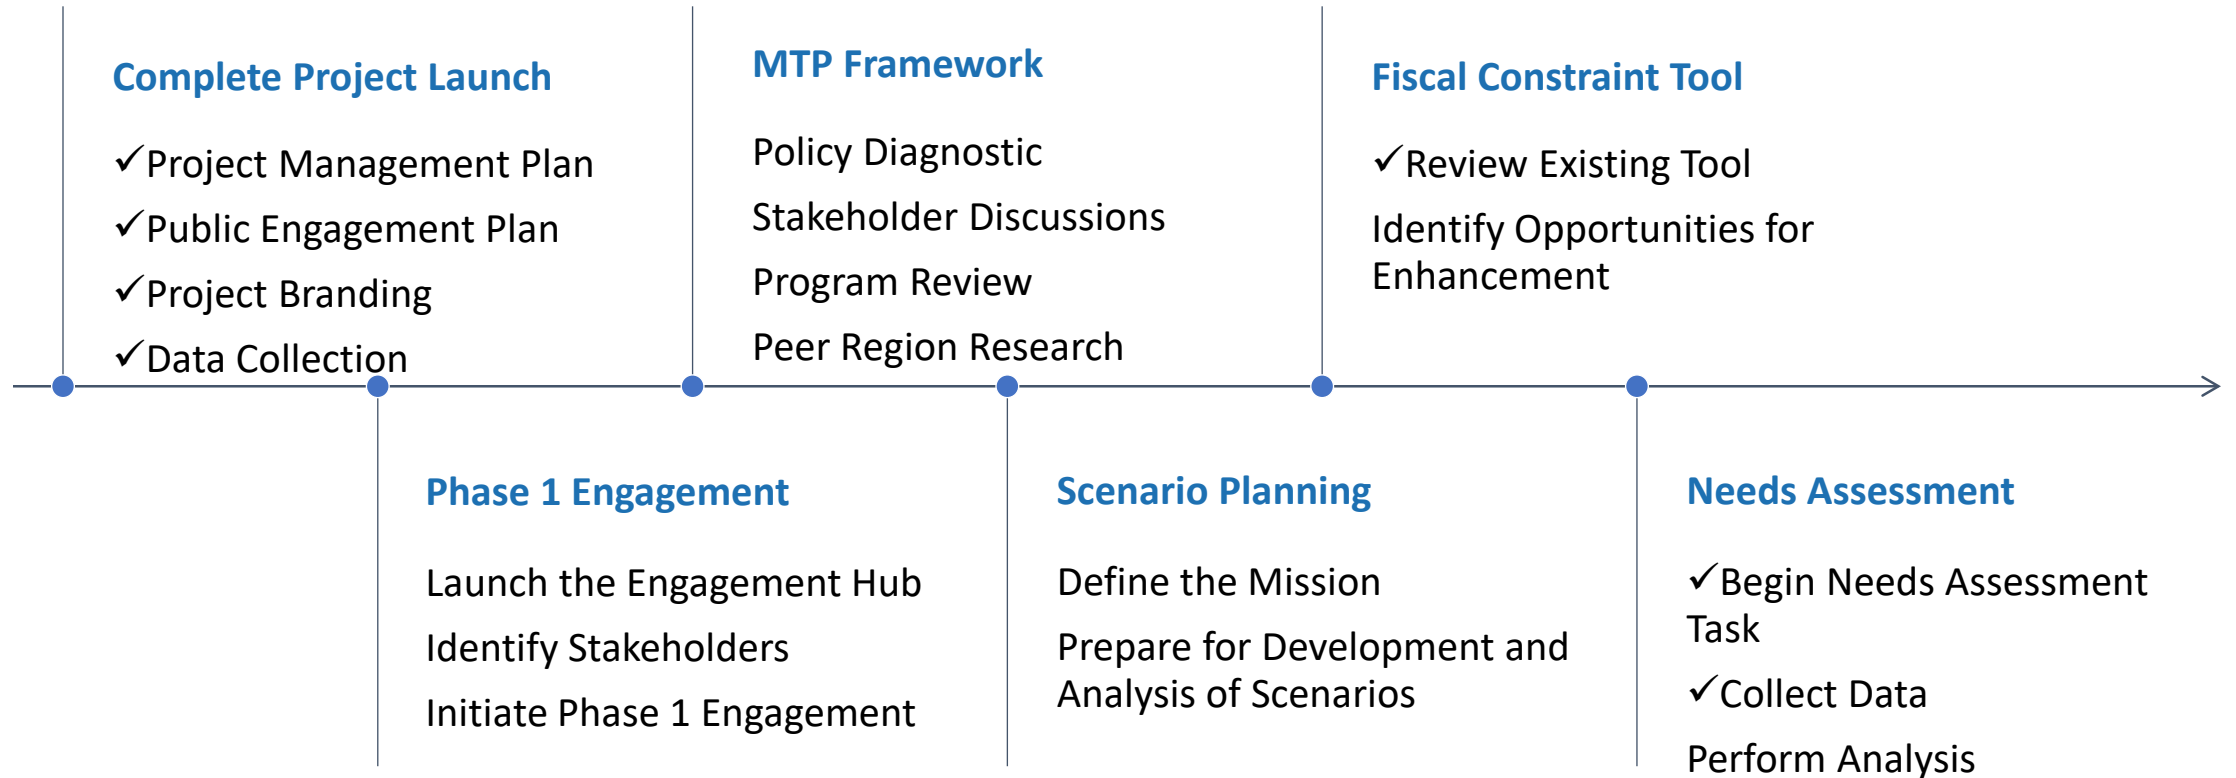 Complete Project Launch
✓Project Management Plan
✓Public Engagement Plan
✓Project Branding
✓Data Collection
MTP Framework
Policy Diagnostic
Stakeholder Discussions
Program Review
Peer Region Research
Fiscal Constraint Tool
✓Review Existing Tool
Identify Opportunities for
Enhancement
Phase 1 Engagement
Launch the Engagement Hub
Identify Stakeholders
Initiate Phase 1 Engagement
Scenario Planning
Define the Mission
Prepare for Development and
Analysis of Scenarios
Needs Assessment
✓Begin Needs Assessment
Task
✓Collect Data
Perform Analysis